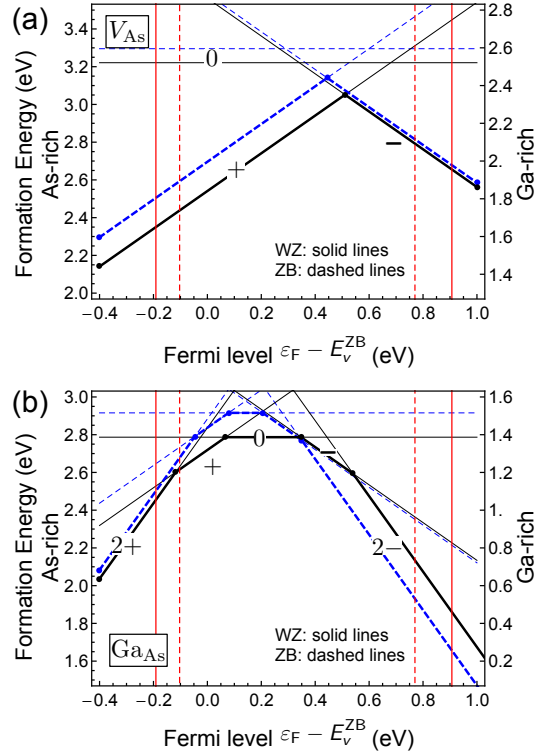 (a)
V_As
0
+
−
WZ: solid lines
ZB: dashed lines
Formation Energy (eV)
As-rich
3.4
3.2
3.0
2.8
2.6
2.4
2.2
2.0
Ga-rich
2.8
2.6
2.4
2.2
2.0
1.8
1.6
1.4
−0.4 −0.2 0.0 0.2 0.4 0.6 0.8 1.0
Fermi level ε_F − E_v^ZB (eV)
(b)
0
+
−
2+
2−
Ga_As
WZ: solid lines
ZB: dashed lines
Formation Energy (eV)
As-rich
3.0
2.8
2.6
2.4
2.2
2.0
1.8
1.6
Ga-rich
1.6
1.4
1.2
1.0
0.8
0.6
0.4
0.2
−0.4 −0.2 0.0 0.2 0.4 0.6 0.8 1.0
Fermi level ε_F − E_v^ZB (eV)